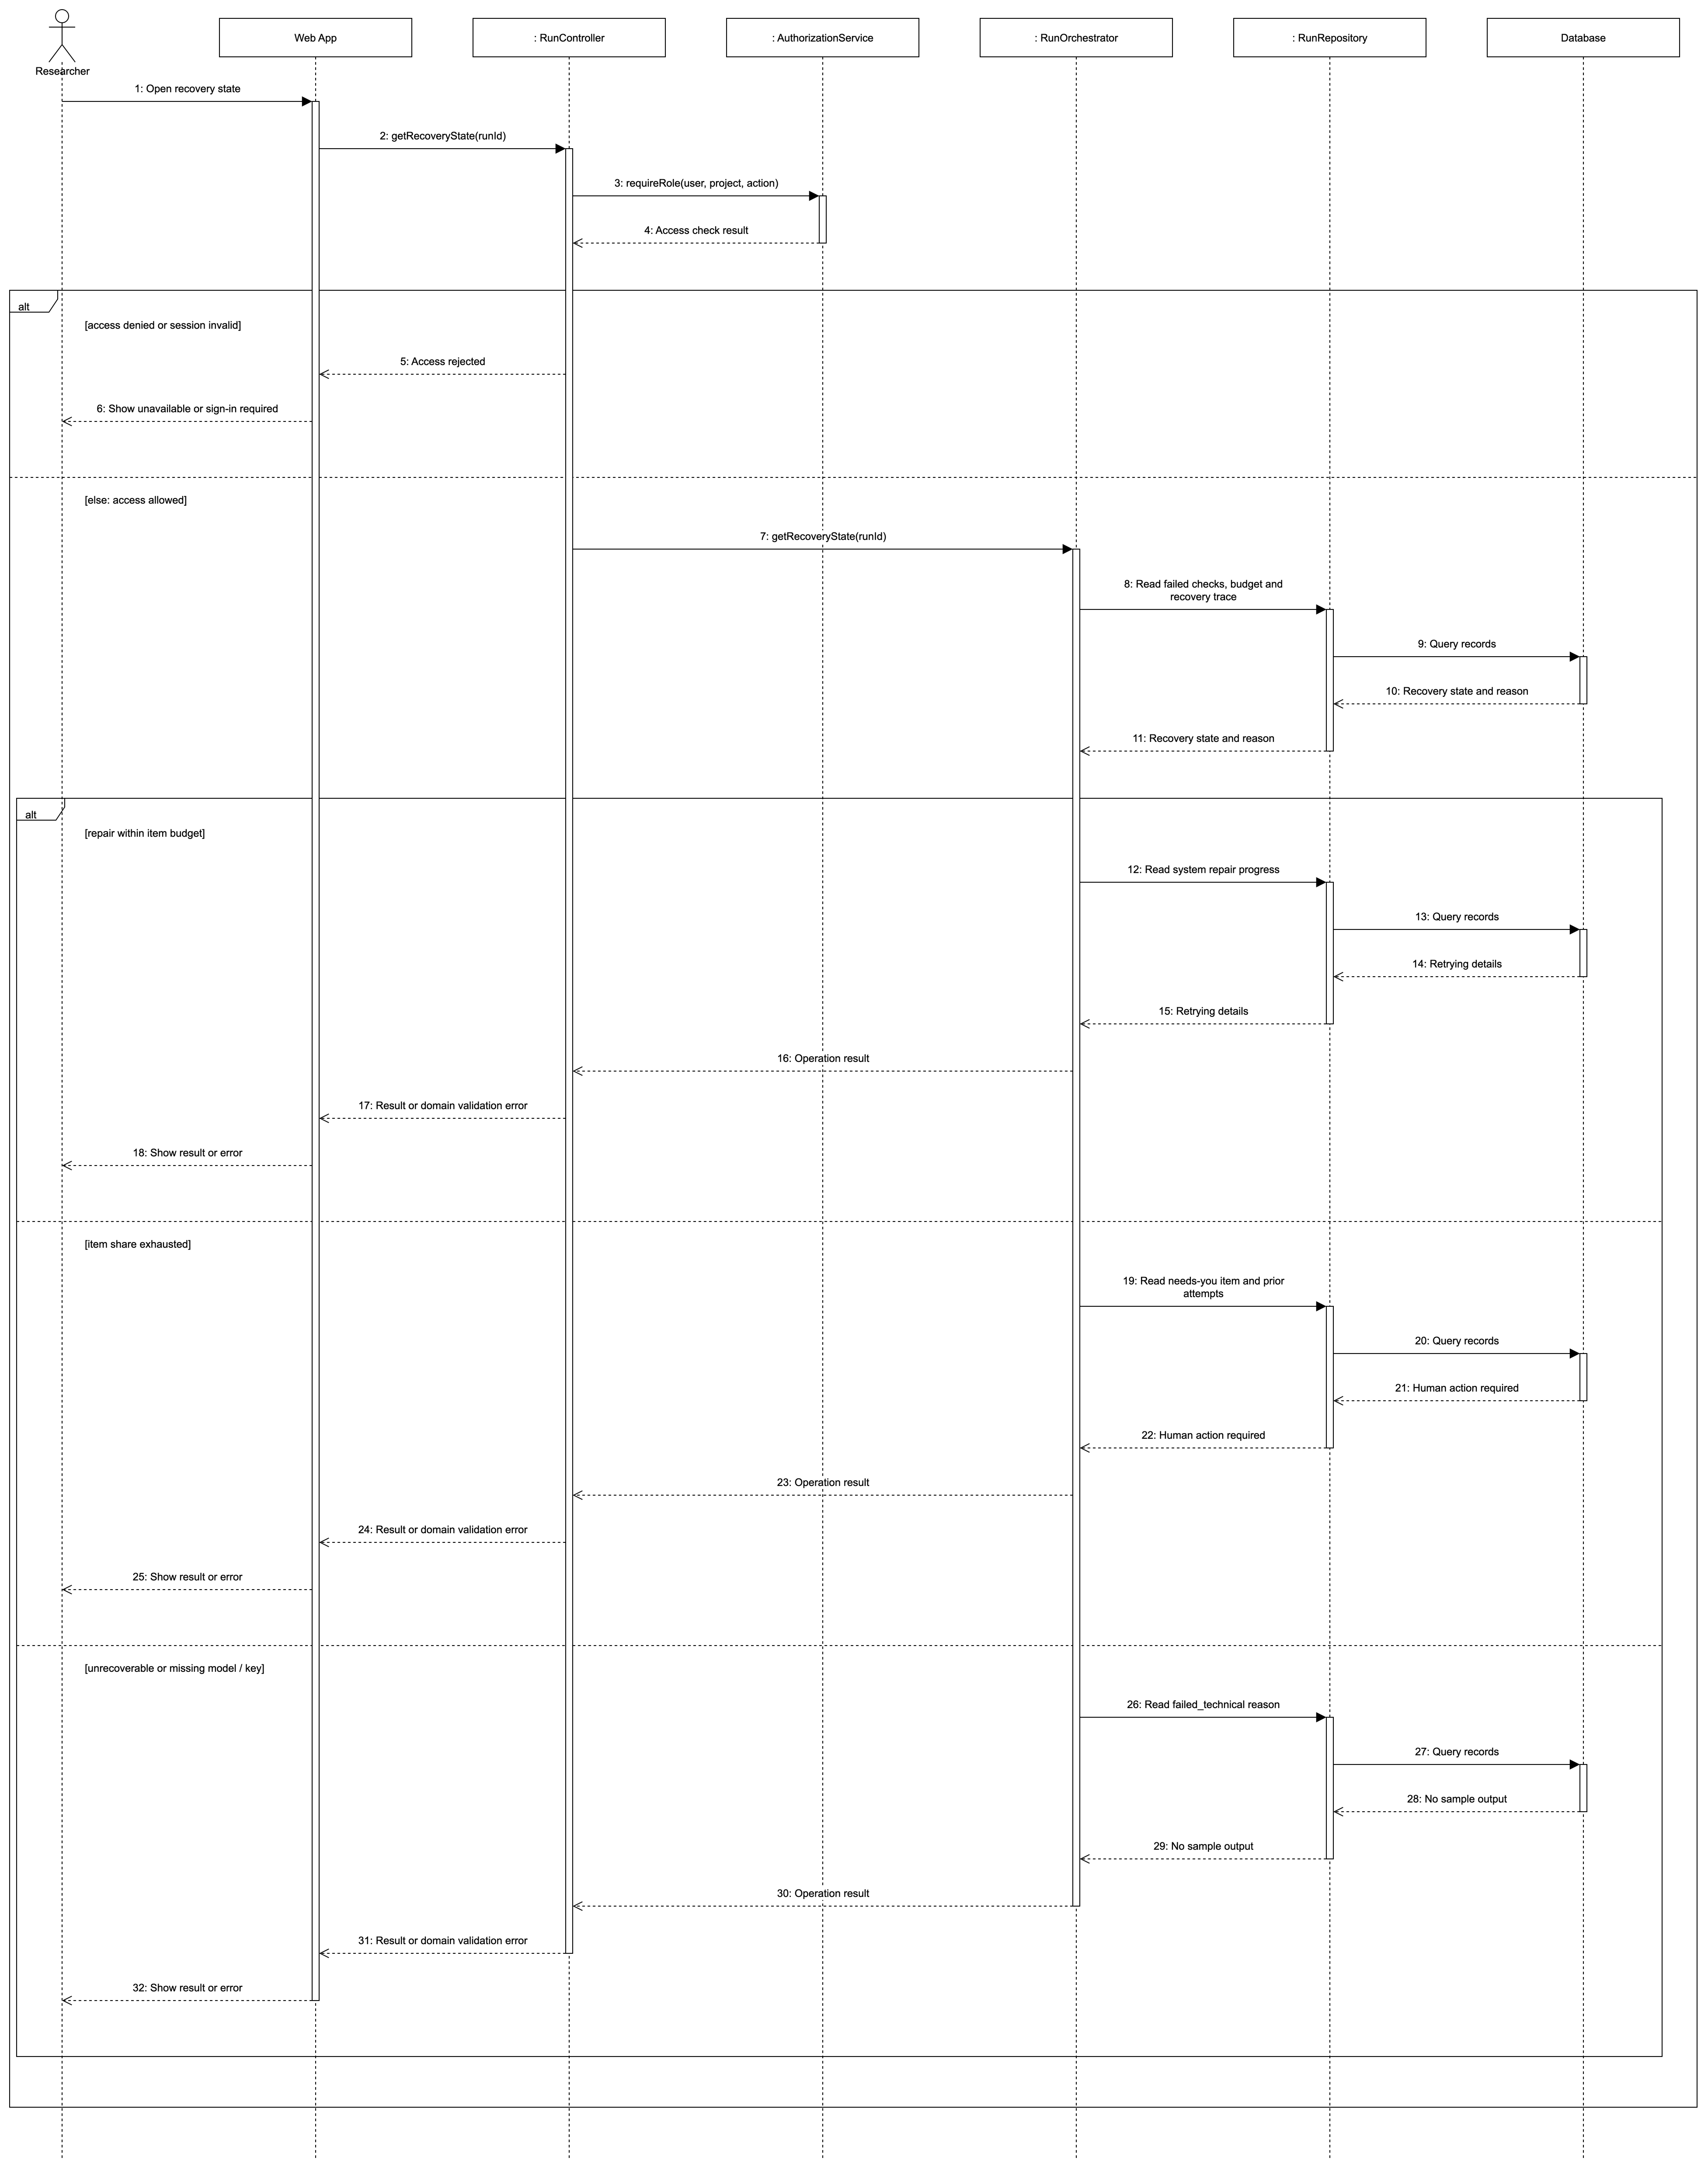 Researcher
Web App
: RunController
: AuthorizationService
: RunOrchestrator
: RunRepository
Database
1: Open recovery state
2: getRecoveryState(runId)
3: requireRole(user, project, action)
4: Access check result
alt
[access denied or session invalid]
5: Access rejected
6: Show unavailable or sign-in required
[else: access allowed]
7: getRecoveryState(runId)
8: Read failed checks, budget and
recovery trace
9: Query records
10: Recovery state and reason
11: Recovery state and reason
alt
[repair within item budget]
12: Read system repair progress
13: Query records
14: Retrying details
15: Retrying details
16: Operation result
17: Result or domain validation error
18: Show result or error
[item share exhausted]
19: Read needs-you item and prior
attempts
20: Query records
21: Human action required
22: Human action required
23: Operation result
24: Result or domain validation error
25: Show result or error
[unrecoverable or missing model / key]
26: Read failed_technical reason
27: Query records
28: No sample output
29: No sample output
30: Operation result
31: Result or domain validation error
32: Show result or error